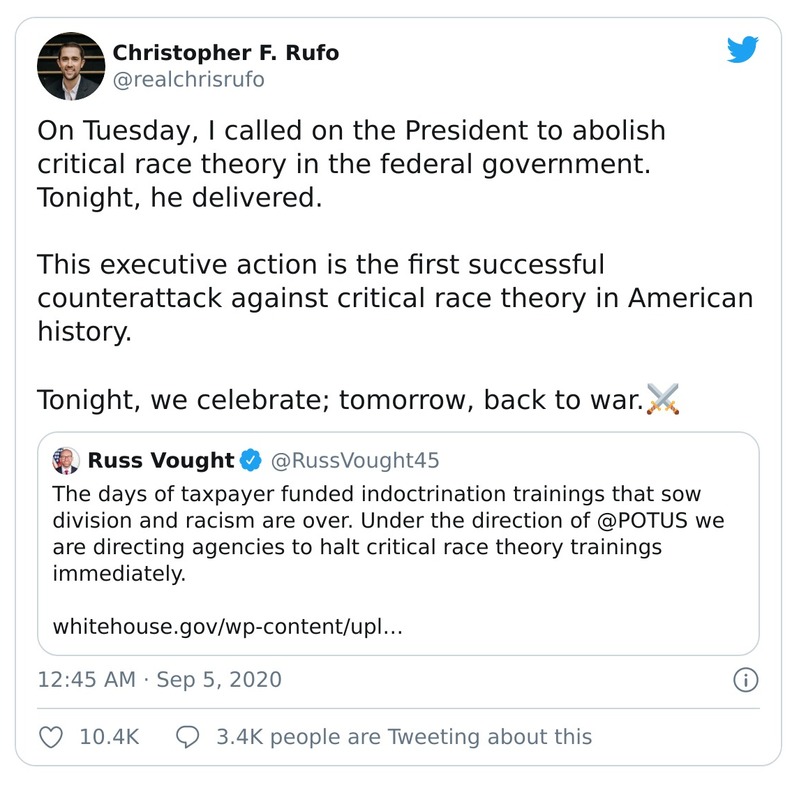 Christopher F. Rufo
@realchrisrufo
On Tuesday, I called on the President to abolish
critical race theory in the federal government.
Tonight, he delivered.
This executive action is the first successful
counterattack against critical race theory in American
history.
Tonight, we celebrate; tomorrow, back to war.⚔️
Russ Vought @RussVought45
The days of taxpayer funded indoctrination trainings that sow
division and racism are over. Under the direction of @POTUS we
are directing agencies to halt critical race theory trainings
immediately.
whitehouse.gov/wp-content/upl…
12:45 AM · Sep 5, 2020
10.4K 3.4K people are Tweeting about this